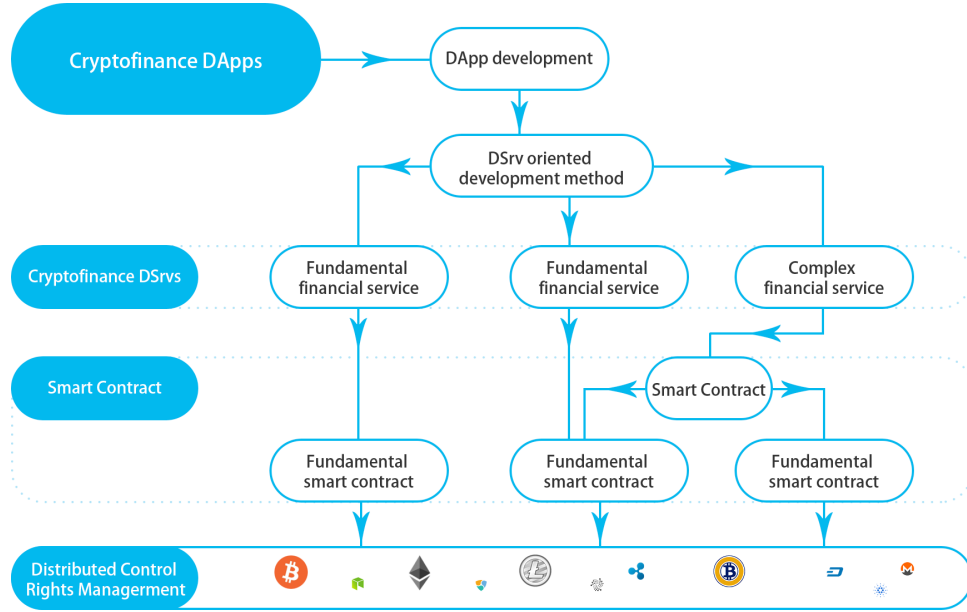 Cryptofinance DApps
DApp development
DSrv oriented
development method
Cryptofinance DSrvs
Fundamental
financial service
Fundamental
financial service
Complex
financial service
Smart Contract
Smart Contract
Fundamental
smart contract
Fundamental
smart contract
Fundamental
smart contract
Distributed Control
Rights Management